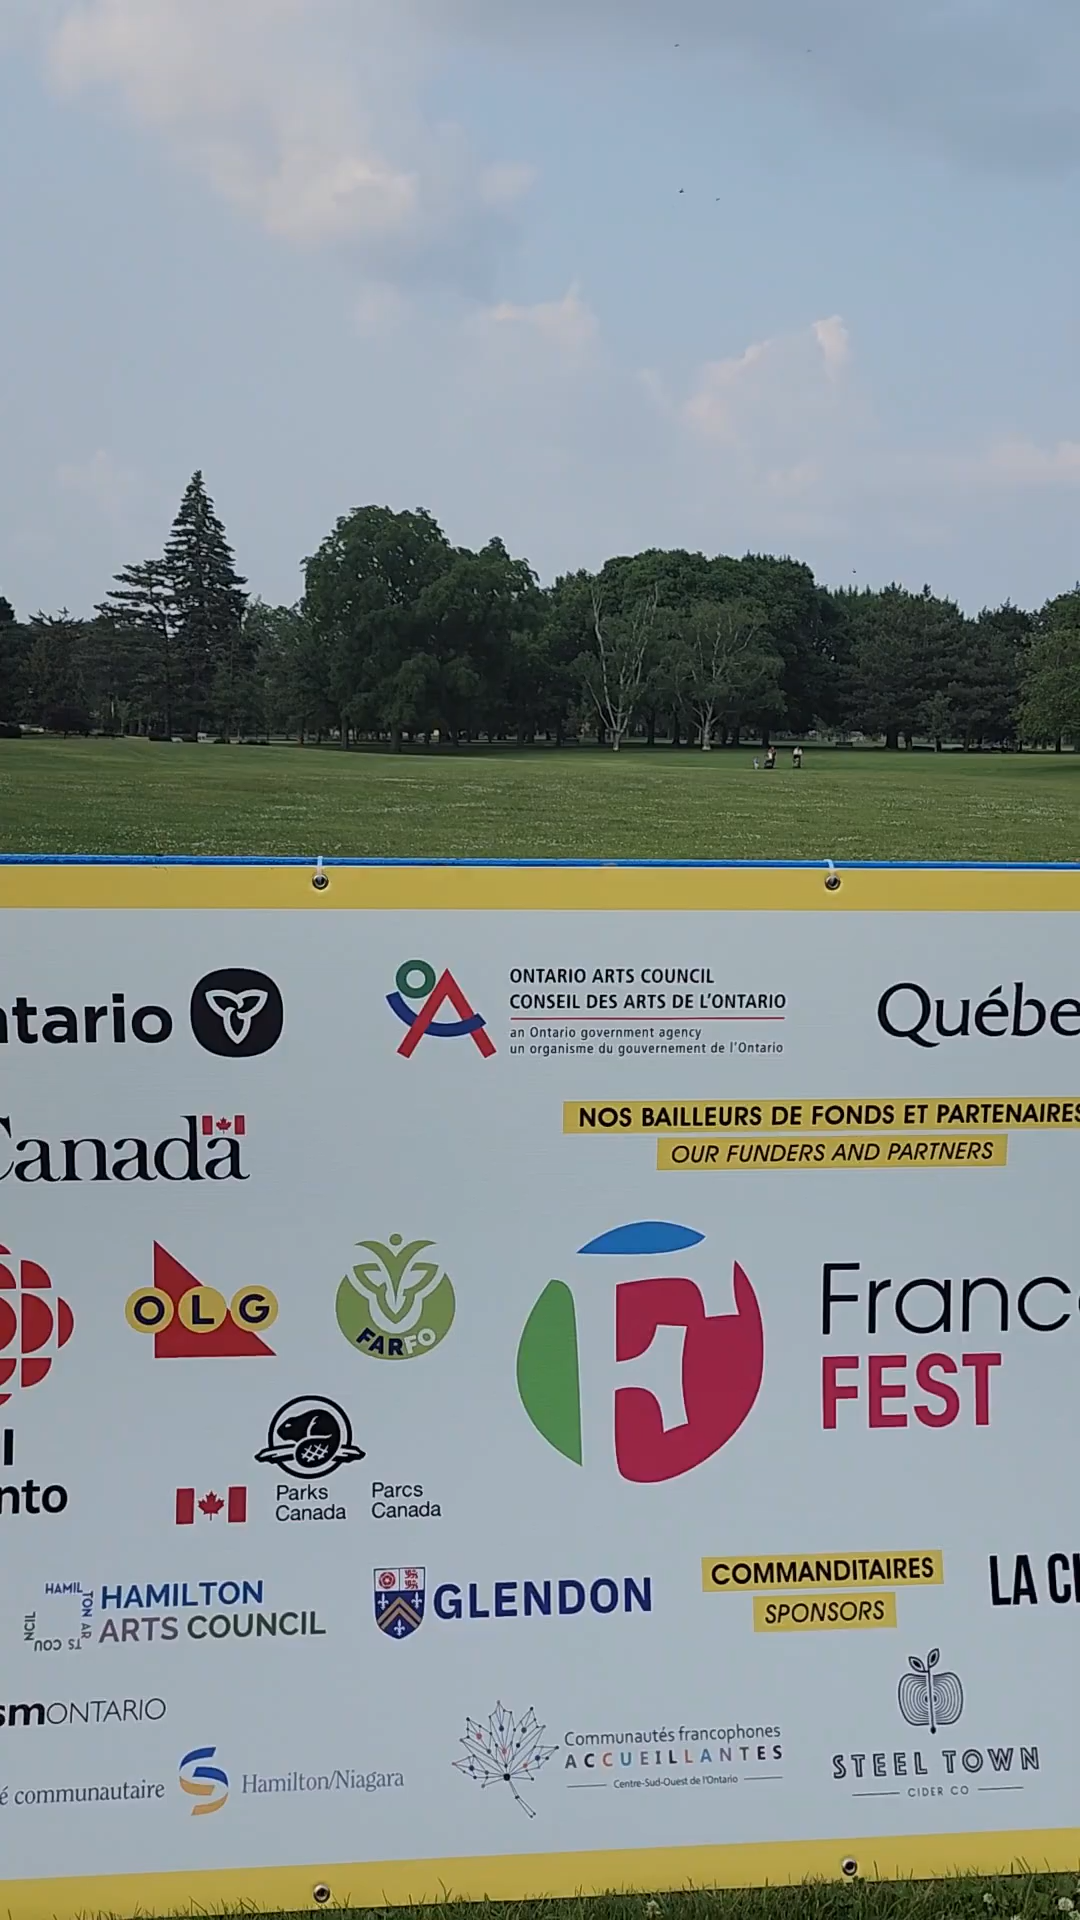 ntario
ONTARIO ARTS COUNCIL
CONSEIL DES ARTS DE L'ONTARIO
an Ontario government agency
un organisme du gouvernement de l'Ontario
Québe
Canada
NOS BAILLEURS DE FONDS ET PARTENAIRES
OUR FUNDERS AND PARTNERS
OLG
FARFO
F
Franc
FEST
nto
Parks
Canada
Parcs
Canada
HAMILTON ARTS COUNCIL
HAMILTON
ARTS COUNCIL
GLENDON
COMMANDITAIRES
SPONSORS
LA
smONTARIO
é communautaire
Hamilton/Niagara
Communautés francophones
ACCUEILLANTES
Centre-Sud-Ouest de l'Ontario
STEEL TOWN
CIDER CO